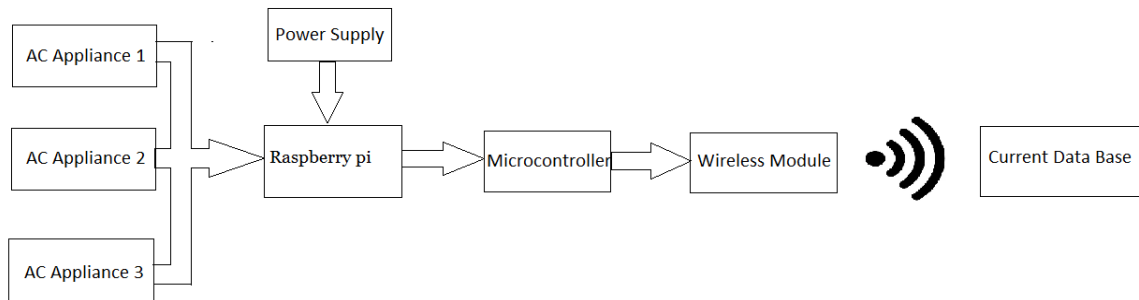 AC Appliance 1
Power Supply
AC Appliance 2
Raspberry pi
Microcontroller
Wireless Module
Current Data Base
AC Appliance 3